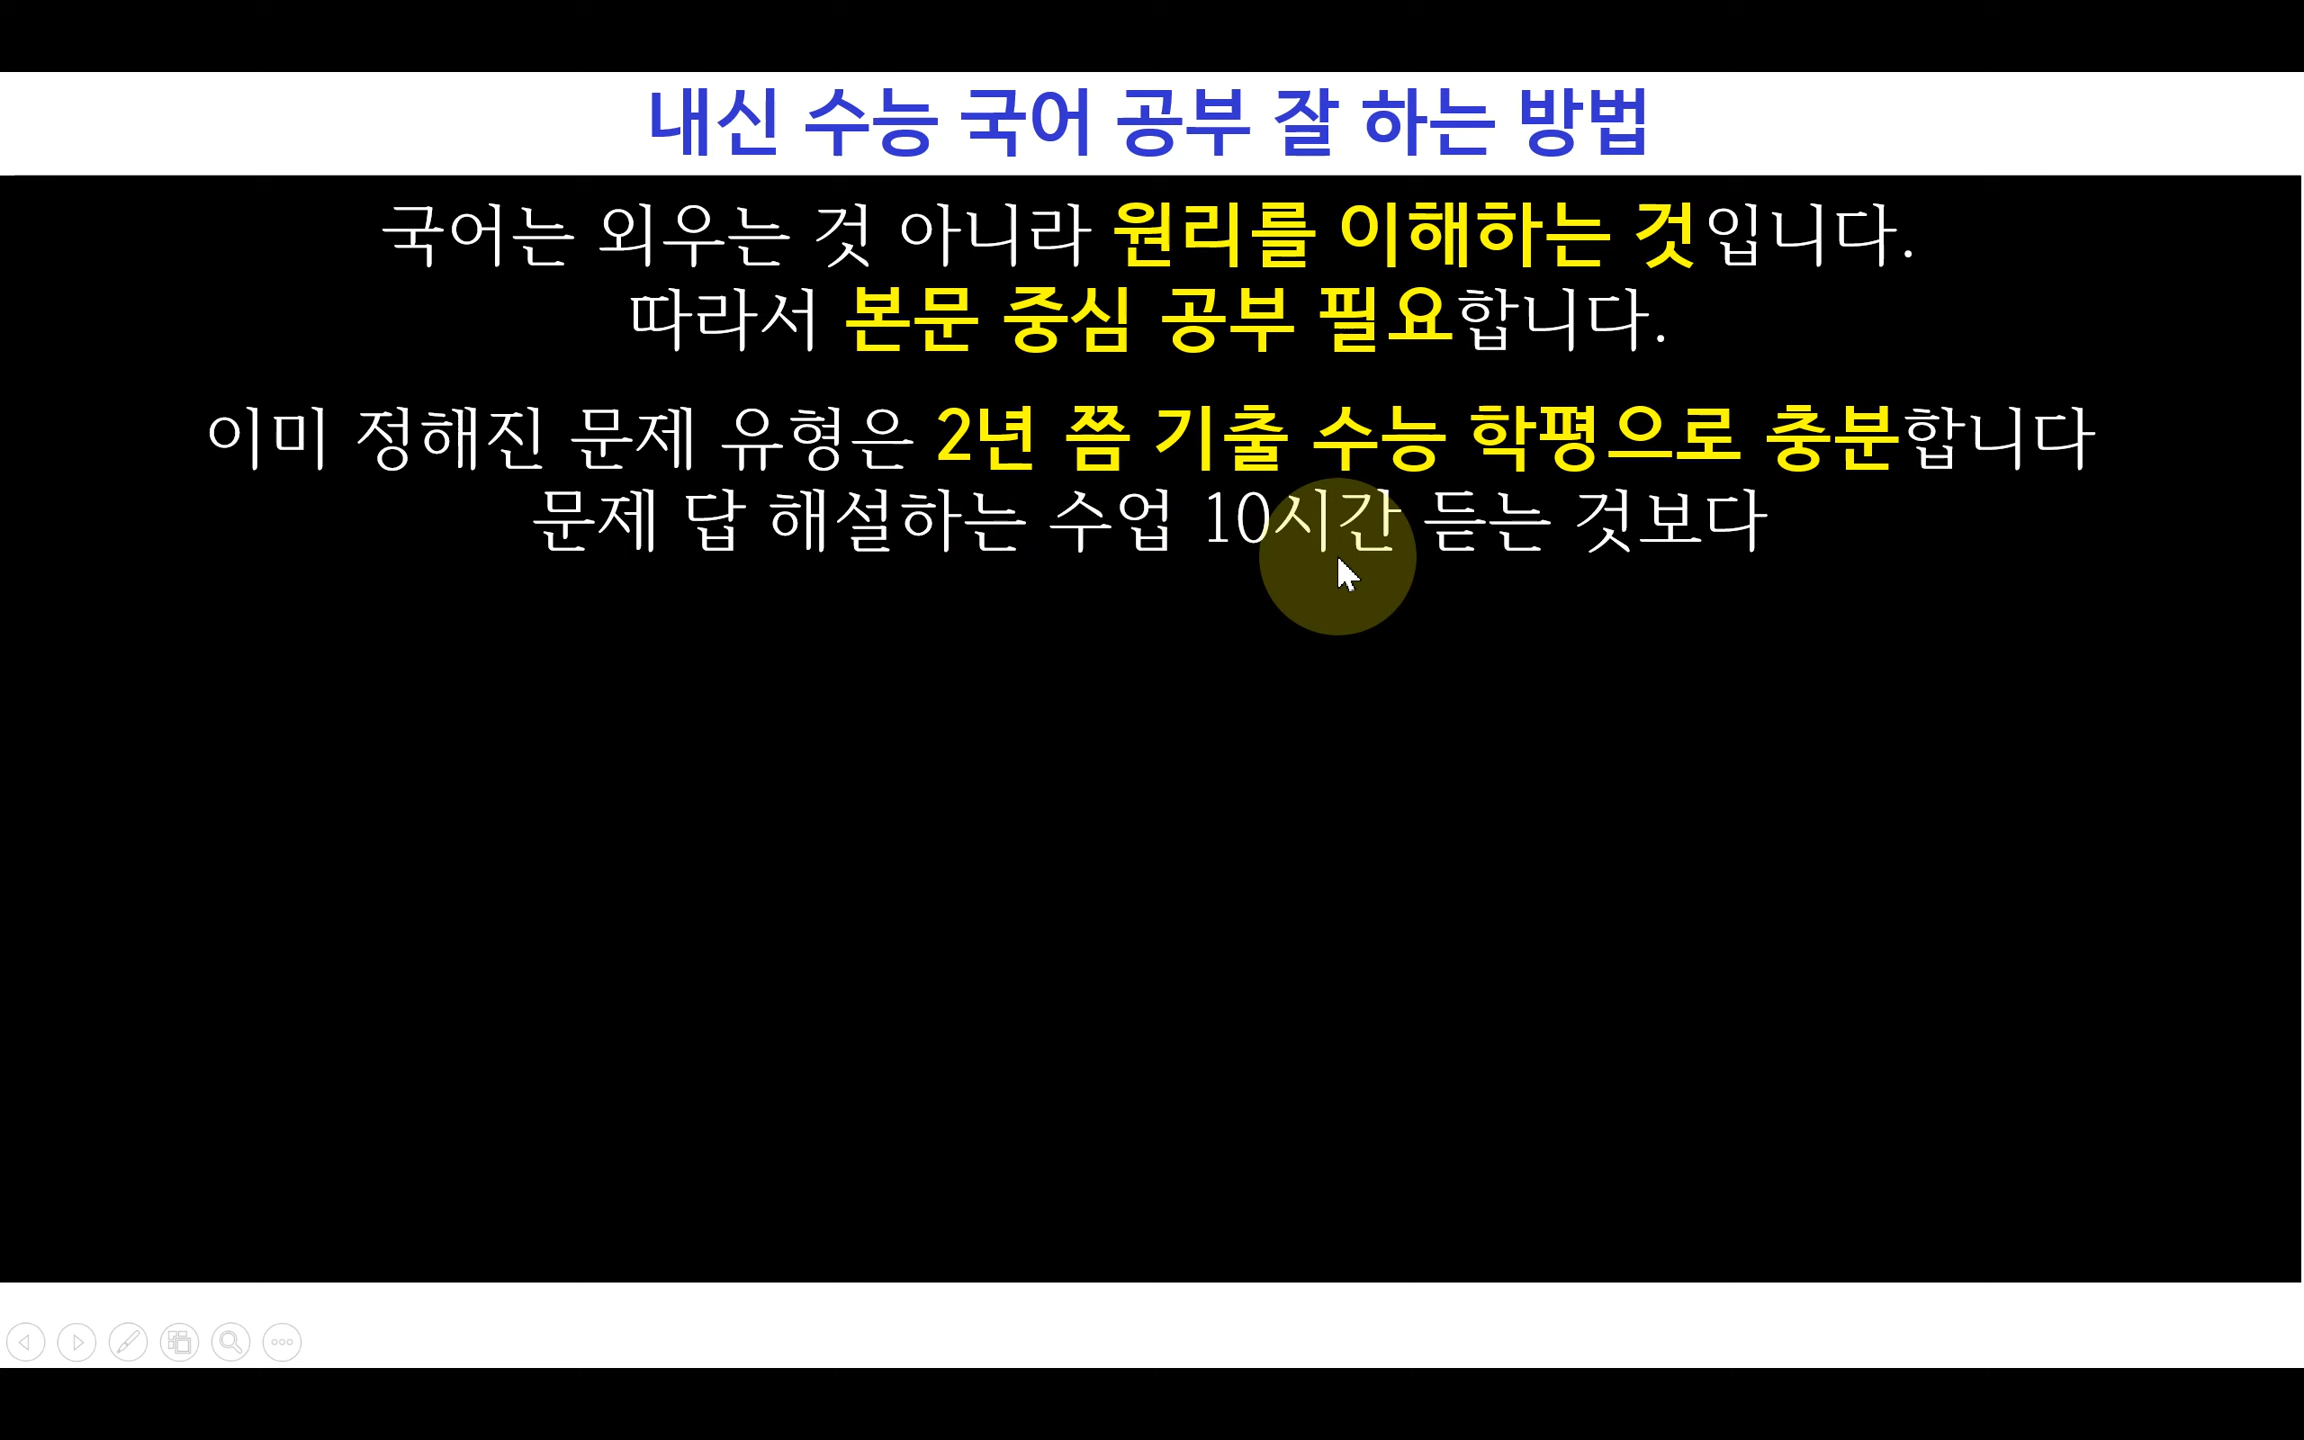 내신 수능 국어 공부 잘 하는 방법
국어는 외우는 것 아니라 원리를 이해하는 것입니다.
따라서 본문 중심 공부 필요합니다.
이미 정해진 문제 유형은 2년 쯤 기출 수능 학평으로 충분합니다
문제 답 해설하는 수업 10시간 듣는 것보다